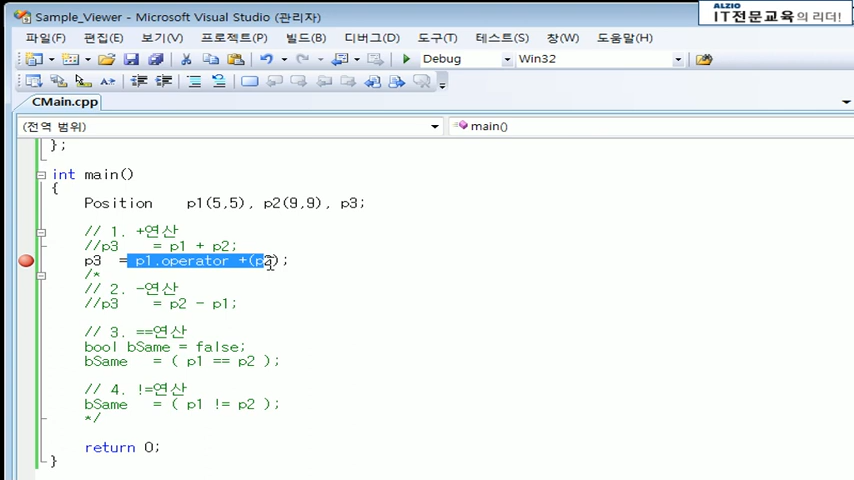 Sample_Viewer - Microsoft Visual Studio (관리자)
ALZIO
IT전문교육의 리더!
파일(F) 편집(E) 보기(V) 프로젝트(P) 빌드(B) 디버그(D) 도구(T) 테스트(S) 창(W) 도움말(H)
Debug Win32
CMain.cpp
(전역 범위) main()
};
int main()
{
Position p1(5,5), p2(9,9), p3;
// 1. +연산
//p3 = p1 + p2;
p3 = p1.operator +(p2);
/*
// 2. -연산
//p3 = p2 - p1;
// 3. ==연산
bool bSame = false;
bSame = ( p1 == p2 );
// 4. !=연산
bSame = ( p1 != p2 );
*/
return 0;
}